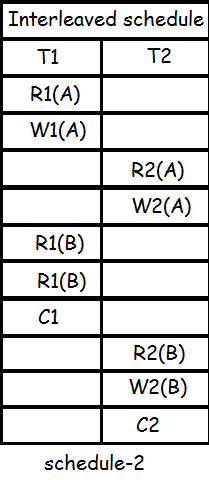 Interleaved schedule
T1 T2
R1(A)
W1(A)
R2(A)
W2(A)
R1(B)
R1(B)
C1
R2(B)
W2(B)
C2
schedule-2